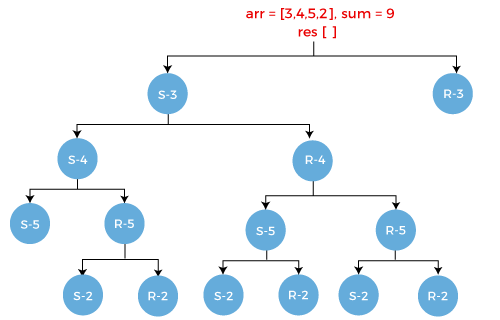 arr = [3,4,5,2], sum = 9
res [ ]
S-3
R-3
S-4
R-4
S-5
R-5
S-5
R-5
S-2
R-2
S-2
R-2
S-2
R-2